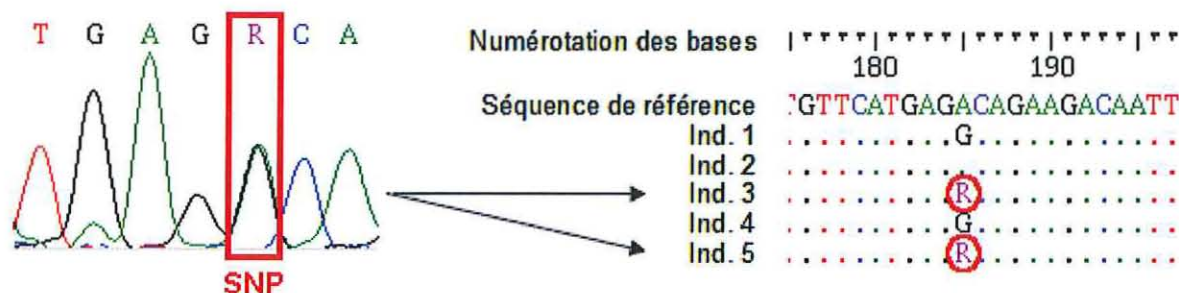 T G A G R C A
SNP
Numérotation des bases
180 190
Séquence de référence TGTTCATGAGACAGAAGACAATT
Ind. 1 ..........G............
Ind. 2 .......................
Ind. 3 ..........R............
Ind. 4 ..........G............
Ind. 5 ..........R............